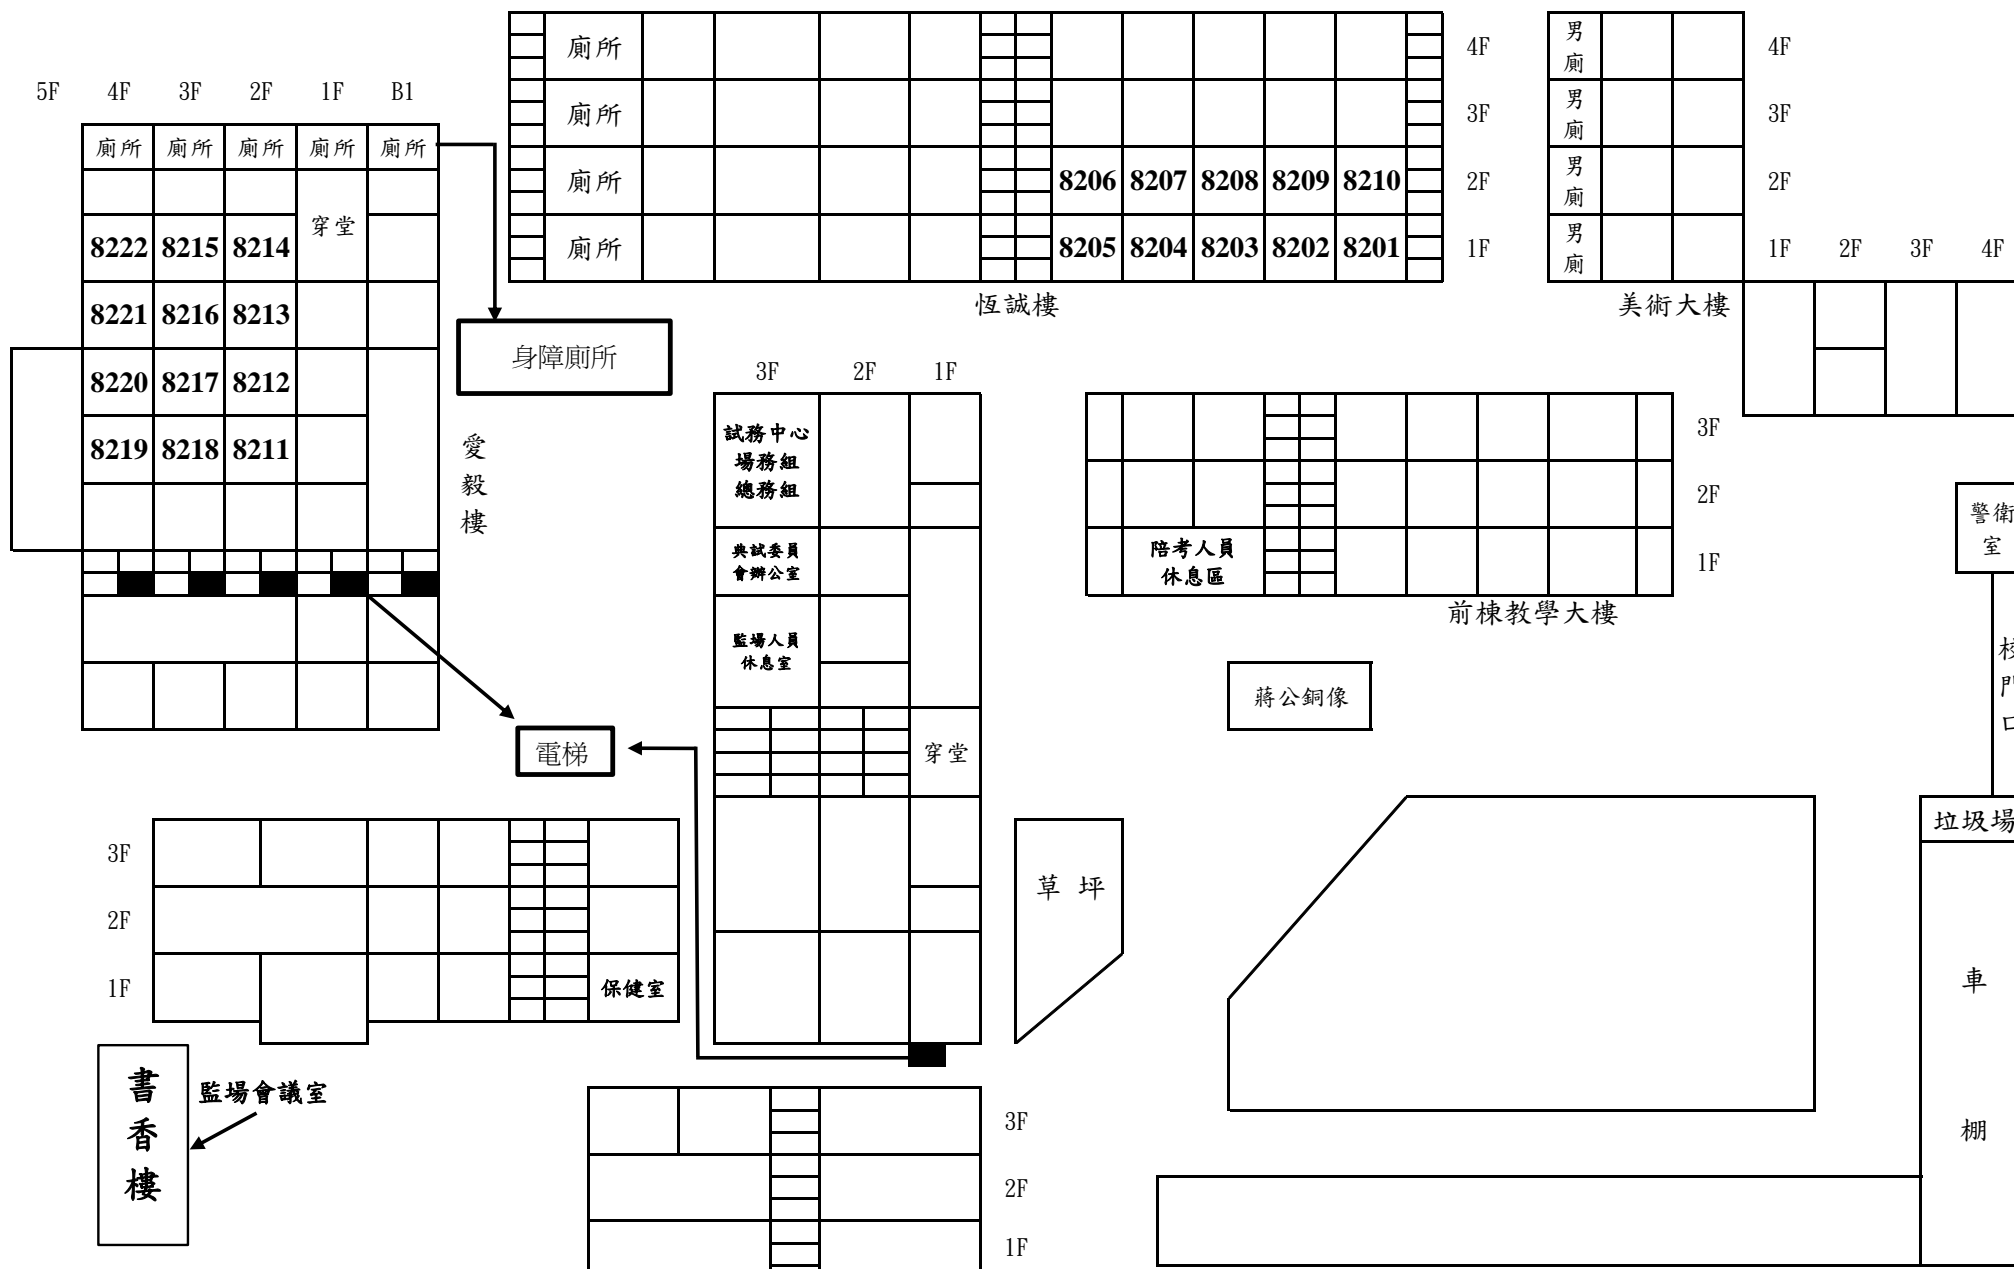 廁所 4F 男廁 4F
5F 4F 3F 2F 1F B1
廁所 3F 男廁 3F
廁所 廁所 廁所 廁所 廁所
廁所 8206 8207 8208 8209 8210 2F 男廁 2F
穿堂
8222 8215 8214
廁所 8205 8204 8203 8202 8201 1F 男廁 1F 2F 3F 4F
恆誠樓 美術大樓
8221 8216 8213
身障廁所
3F 2F 1F
8220 8217 8212
8219 8218 8211
愛毅樓
試務中心
場務組
總務組
3F
2F
警衛室
典試委員
會辦公室
陪考人員
休息區
1F
前棟教學大樓
監場人員
休息室
蔣公銅像
校門口
電梯
穿堂
垃圾場
3F
草坪
2F
1F
保健室
車棚
書香樓
監場會議室
3F
2F
1F